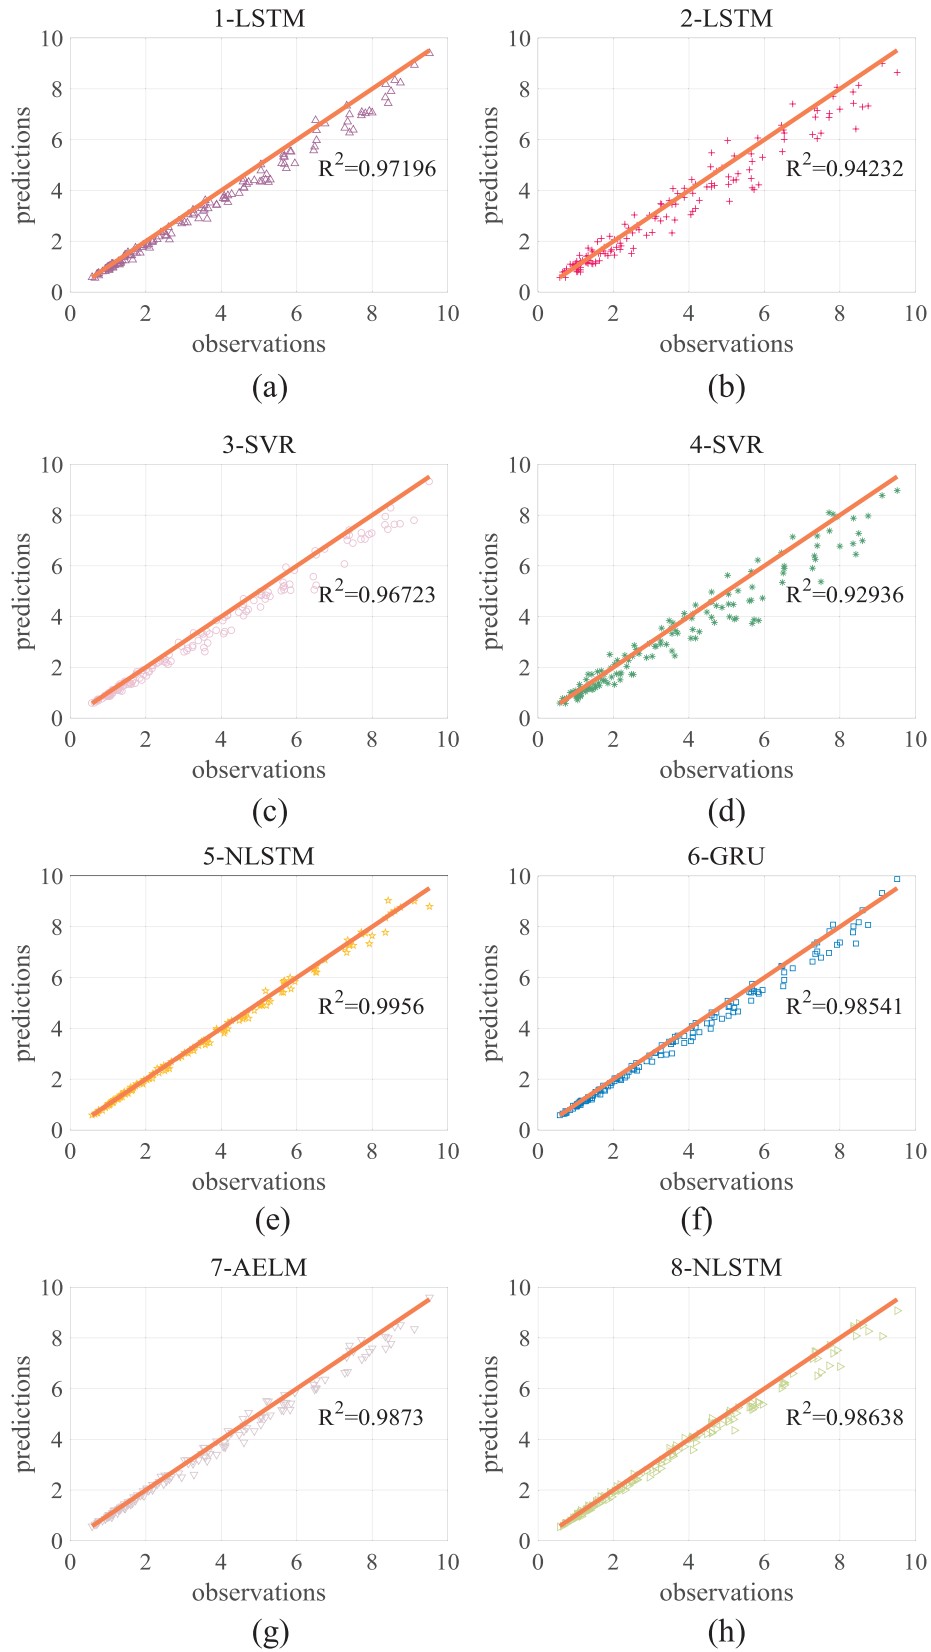 1-LSTM
10
8
6
4
2
0
predictions
R²=0.97196
0 2 4 6 8 10
observations
(a)
2-LSTM
10
8
6
4
2
0
predictions
R²=0.94232
0 2 4 6 8 10
observations
(b)
3-SVR
10
8
6
4
2
0
predictions
R²=0.96723
0 2 4 6 8 10
observations
(c)
4-SVR
10
8
6
4
2
0
predictions
R²=0.92936
0 2 4 6 8 10
observations
(d)
5-NLSTM
10
8
6
4
2
0
predictions
R²=0.9956
0 2 4 6 8 10
observations
(e)
6-GRU
10
8
6
4
2
0
predictions
R²=0.98541
0 2 4 6 8 10
observations
(f)
7-AELM
10
8
6
4
2
0
predictions
R²=0.9873
0 2 4 6 8 10
observations
(g)
8-NLSTM
10
8
6
4
2
0
predictions
R²=0.98638
0 2 4 6 8 10
observations
(h)